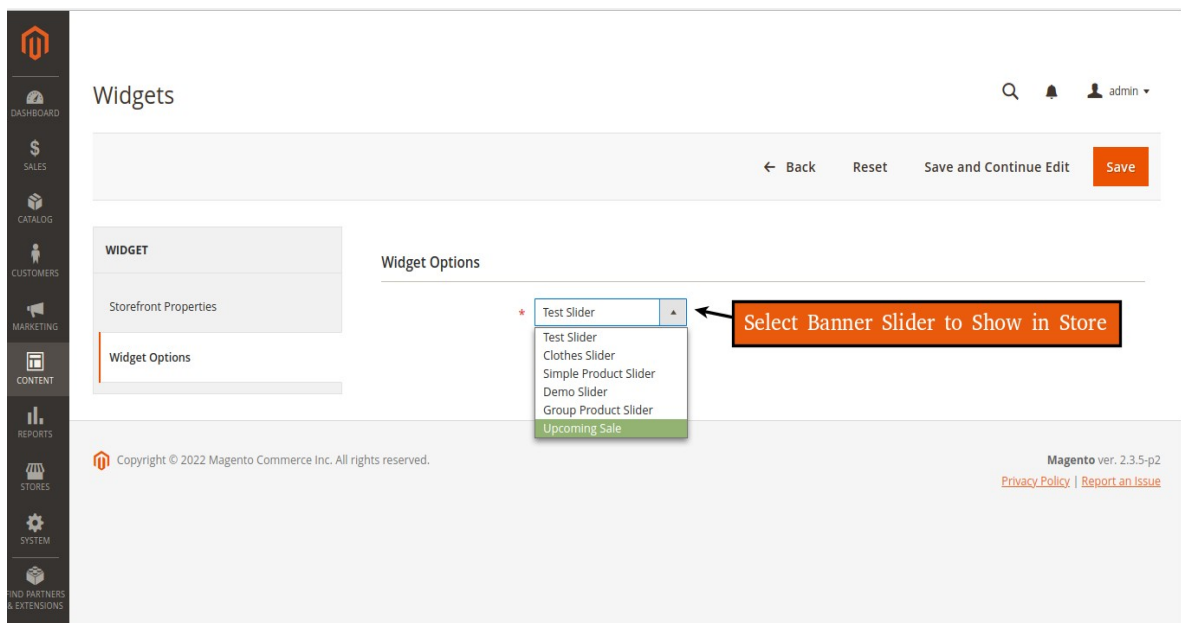 DASHBOARD
SALES
CATALOG
CUSTOMERS
MARKETING
CONTENT
REPORTS
STORES
SYSTEM
FIND PARTNERS
& EXTENSIONS
Widgets
admin
← Back Reset Save and Continue Edit Save
WIDGET
Storefront Properties
Widget Options
Widget Options
* Test Slider
Select Banner Slider to Show in Store
Test Slider
Clothes Slider
Simple Product Slider
Demo Slider
Group Product Slider
Upcoming Sale
Copyright © 2022 Magento Commerce Inc. All rights reserved.
Magento ver. 2.3.5-p2
Privacy Policy | Report an Issue